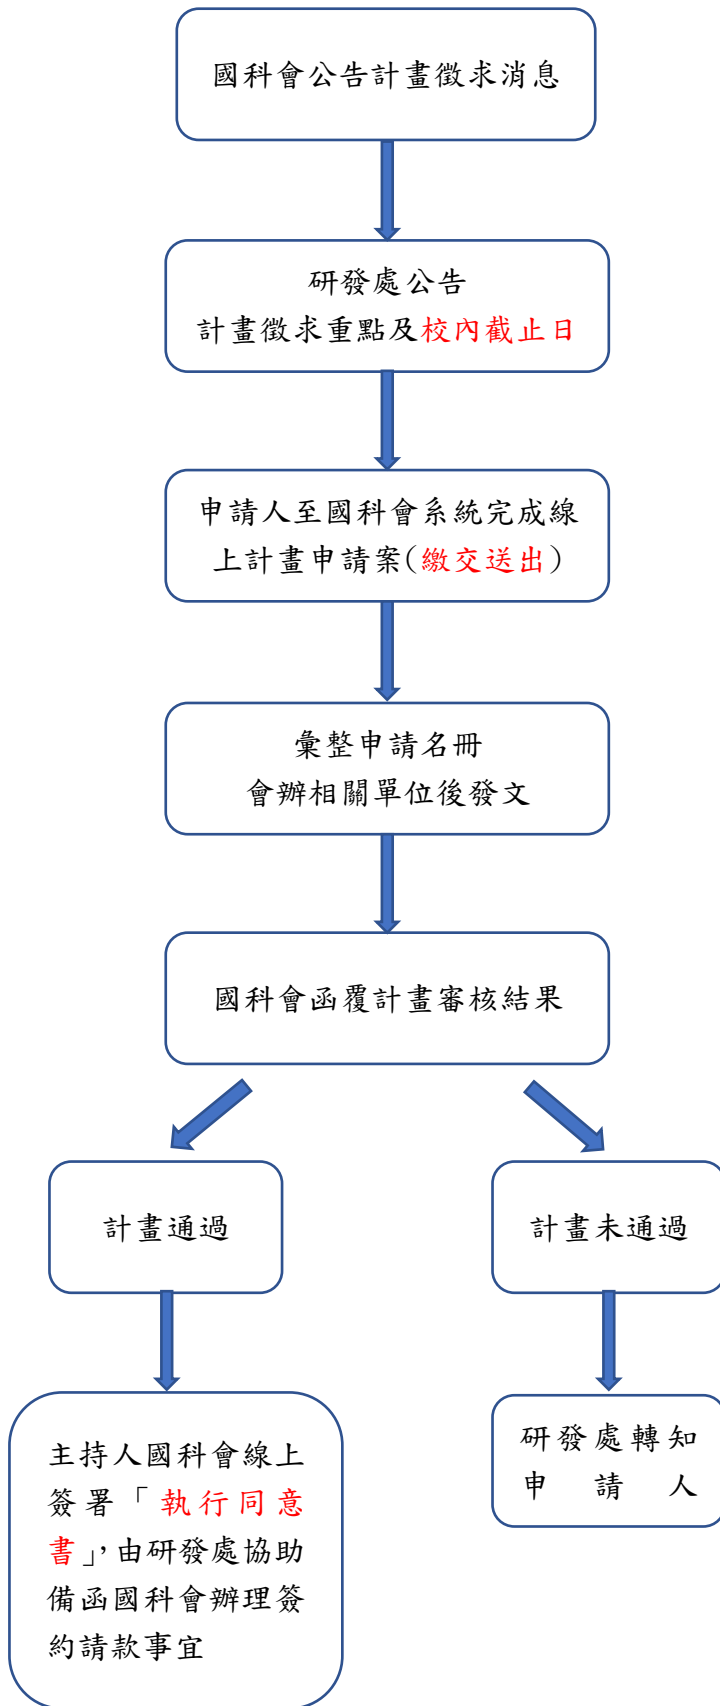 國科會公告計畫徵求消息
研發處公告
計畫徵求重點及校內截止日
申請人至國科會系統完成線
上計畫申請案(繳交送出)
彙整申請名冊
會辦相關單位後發文
國科會函覆計畫審核結果
計畫通過
計畫未通過
主持人國科會線上
簽署「執行同意
書」,由研發處協助
備函國科會辦理簽
約請款事宜
研發處轉知
申請人